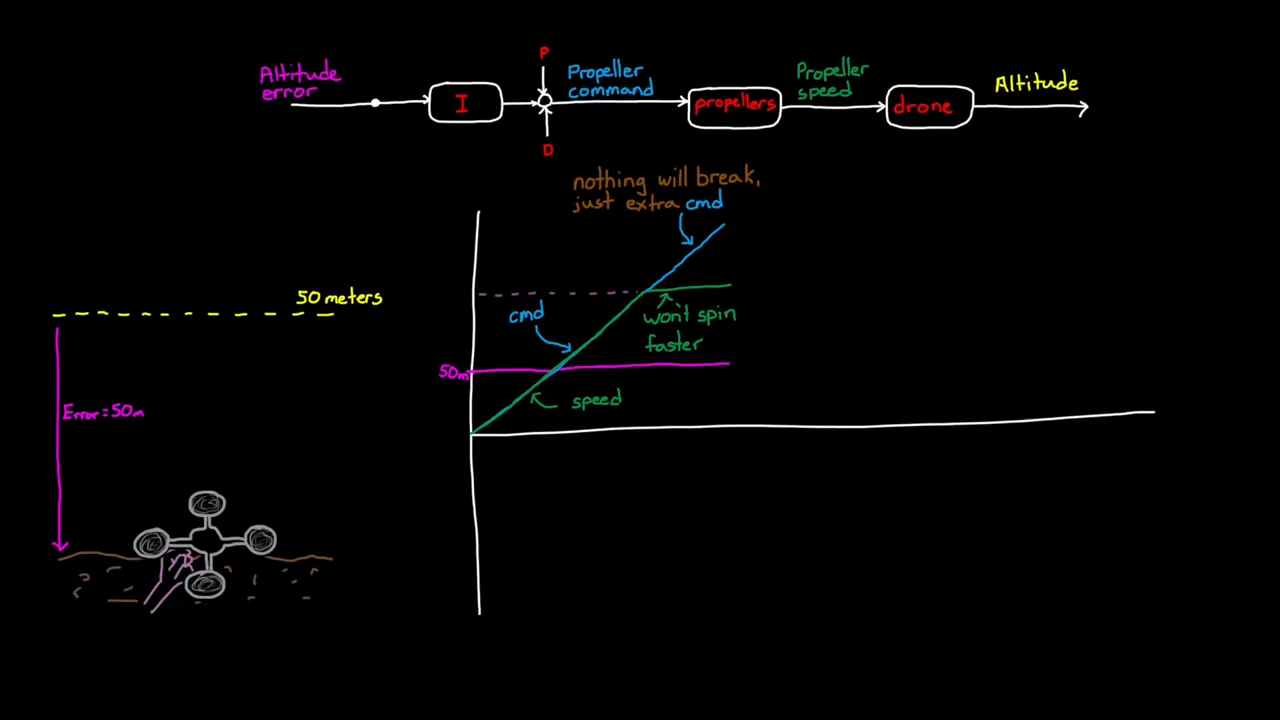 P
Altitude
error
I
Propeller
command
propellers
Propeller
speed
drone
Altitude
D
nothing will break,
just extra cmd
50 meters
cmd
won't spin
faster
50m
speed
Error = 50m